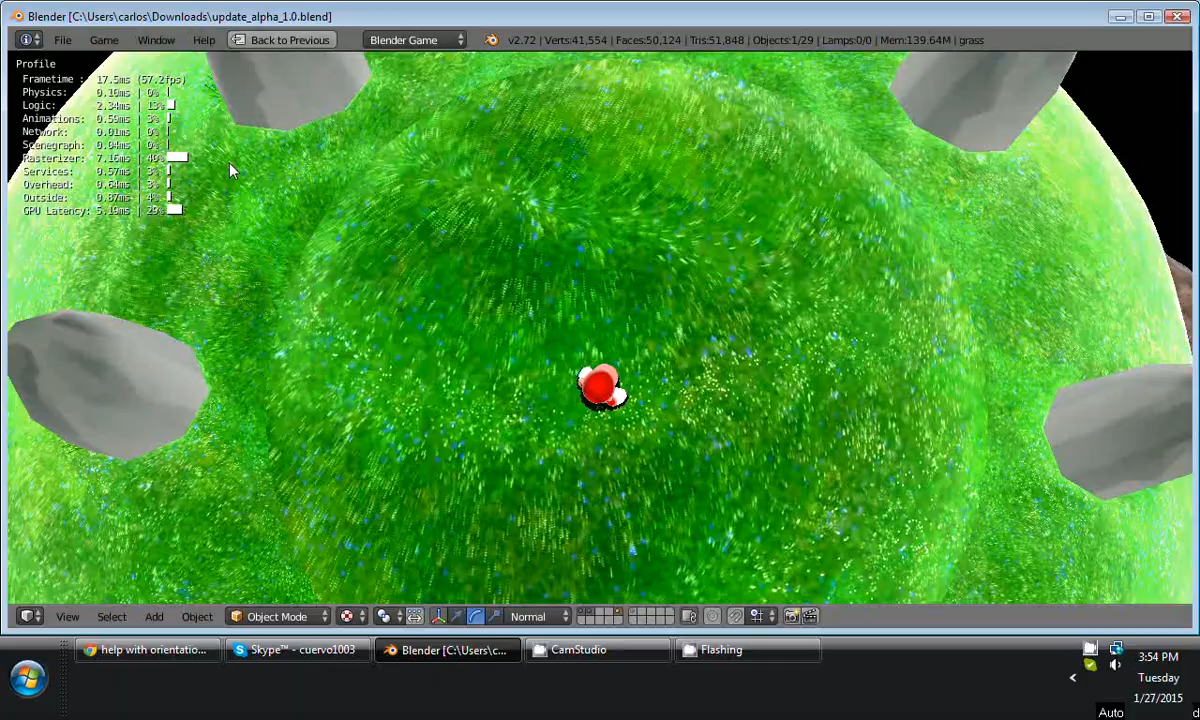 Blender [C:\Users\carlos\Downloads\update_alpha_1.0.blend]
File Game Window Help Back to Previous Blender Game v2.72 | Verts:41,554 | Faces:50,124 | Tris:51,848 | Objects:1/29 | Lamps:0/0 | Mem:139.64M | grass
Profile
Frametime : 17.5ms (57.2fps)
Physics: 0.10ms | 0%
Logic: 2.34ms | 13%
Animations: 0.59ms | 3%
Network: 0.01ms | 0%
Scenegraph: 0.04ms | 0%
Rasterizer: 7.16ms | 40%
Services: 0.57ms | 3%
Overhead: 0.64ms | 3%
Outside: 0.87ms | 4%
GPU Latency: 5.19ms | 29%
View Select Add Object Object Mode Normal
help with orientatio... Skype™ - cuervo1003 Blender [C:\Users\c... CamStudio Flashing
3:54 PM
Tuesday
1/27/2015
Auto